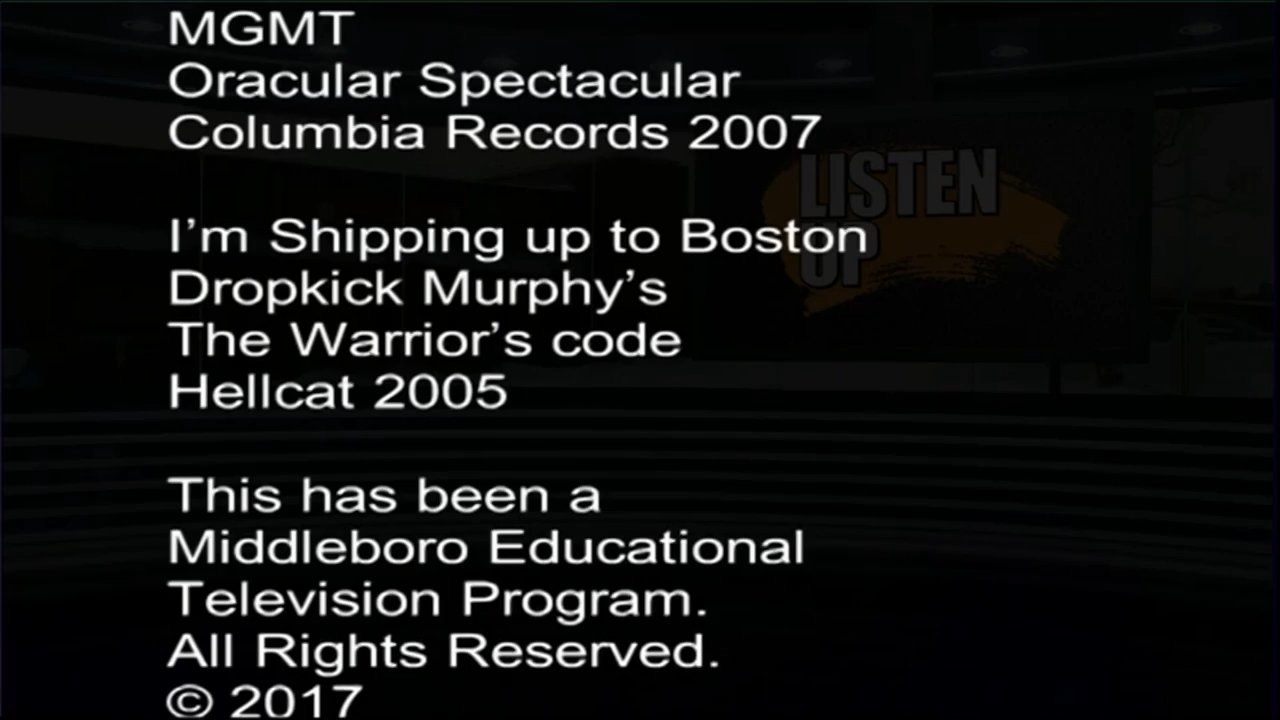 MGMT
Oracular Spectacular
Columbia Records 2007
I’m Shipping up to Boston
Dropkick Murphy’s
The Warrior’s code
Hellcat 2005
This has been a
Middleboro Educational
Television Program.
All Rights Reserved.
© 2017
LISTEN
UP